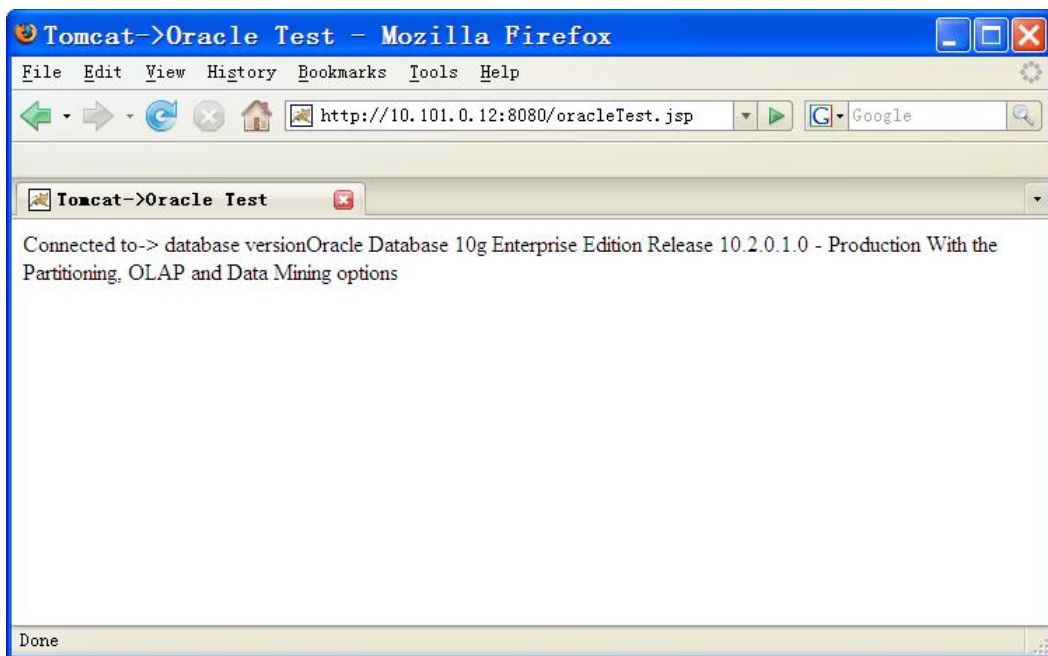 Tomcat->Oracle Test - Mozilla Firefox
File Edit View History Bookmarks Tools Help
http://10.101.0.12:8080/oracleTest.jsp G Google
Tomcat->Oracle Test
Connected to-> database versionOracle Database 10g Enterprise Edition Release 10.2.0.1.0 - Production With the
Partitioning, OLAP and Data Mining options
Done